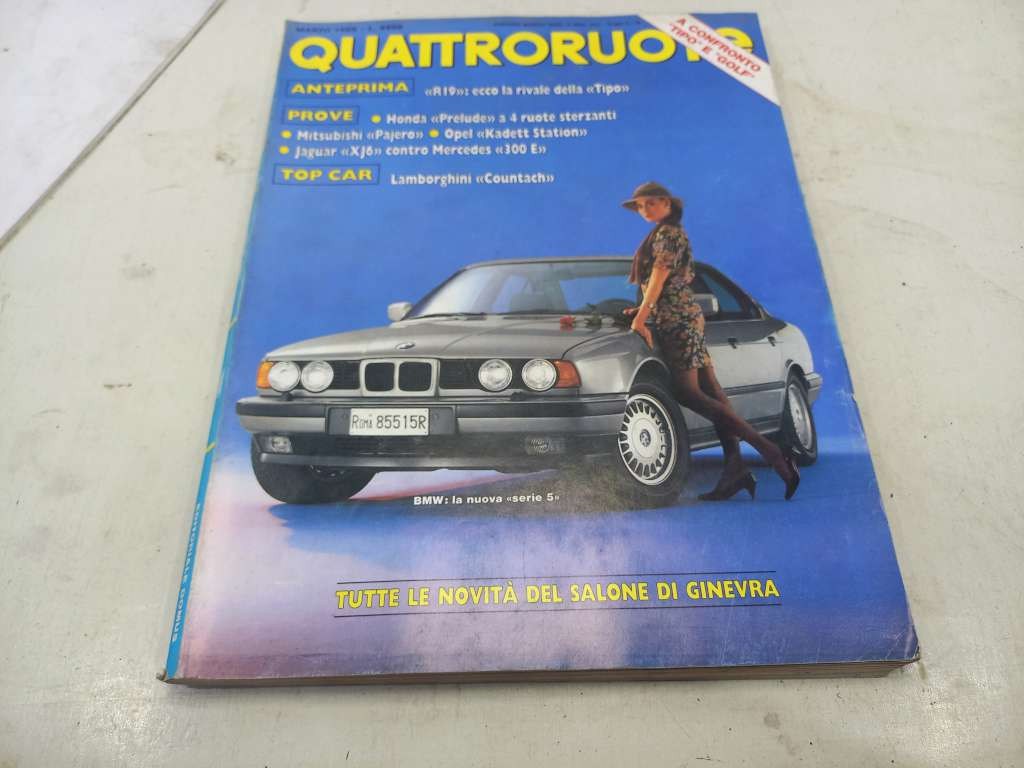 QUATTRORUOTE
A CONFRONTO
"TIPO" E "GOLF"
ANTEPRIMA «R19»: ecco la rivale della «Tipo»
PROVE • Honda «Prelude» a 4 ruote sterzanti
• Mitsubishi «Pajero» • Opel «Kadett Station»
• Jaguar «XJ6» contro Mercedes «300 E»
TOP CAR Lamborghini «Countach»
ROMA 85515R
BMW: la nuova «serie 5»
TUTTE LE NOVITÀ DEL SALONE DI GINEVRA
EDITORIALE DOMUS